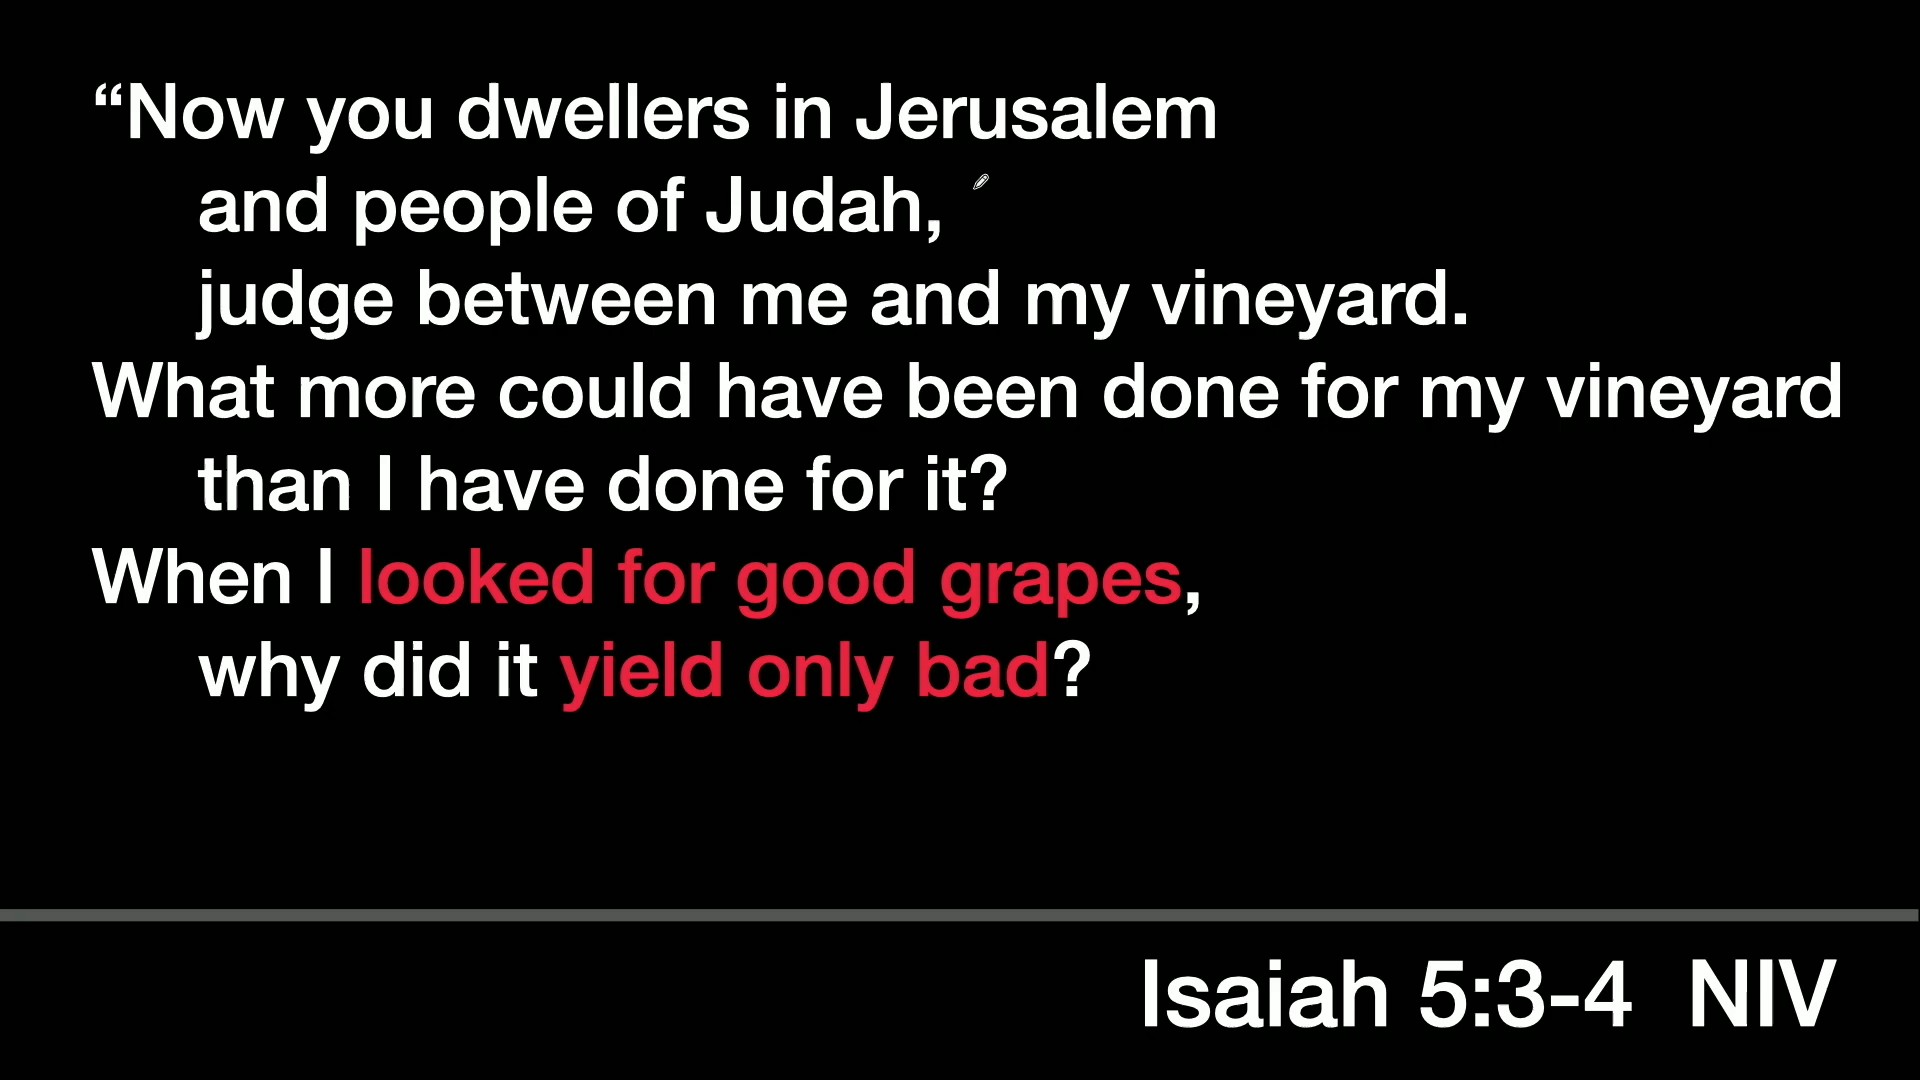 “Now you dwellers in Jerusalem
and people of Judah,
judge between me and my vineyard.
What more could have been done for my vineyard
than I have done for it?
When I looked for good grapes,
why did it yield only bad?
Isaiah 5:3-4 NIV